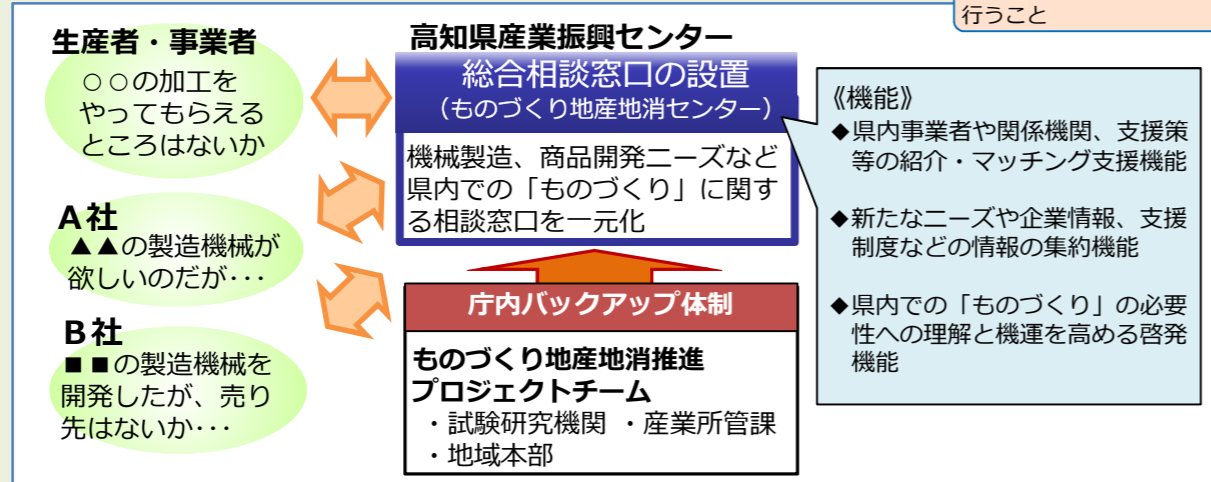 行うこと
生産者・事業者
○○の加工を
やってもらえる
ところはないか
A社
▲▲の製造機械が
欲しいのだが･･･
B社
■■の製造機械を
開発したが、売り
先はないか･･･
高知県産業振興センター
総合相談窓口の設置
（ものづくり地産地消センター）
機械製造、商品開発ニーズなど
県内での「ものづくり」に関す
る相談窓口を一元化
庁内バックアップ体制
ものづくり地産地消推進
プロジェクトチーム
・試験研究機関 ・産業所管課
・地域本部
《機能》
◆県内事業者や関係機関、支援策
等の紹介・マッチング支援機能
◆新たなニーズや企業情報、支援
制度などの情報の集約機能
◆県内での「ものづくり」の必要
性への理解と機運を高める啓発
機能